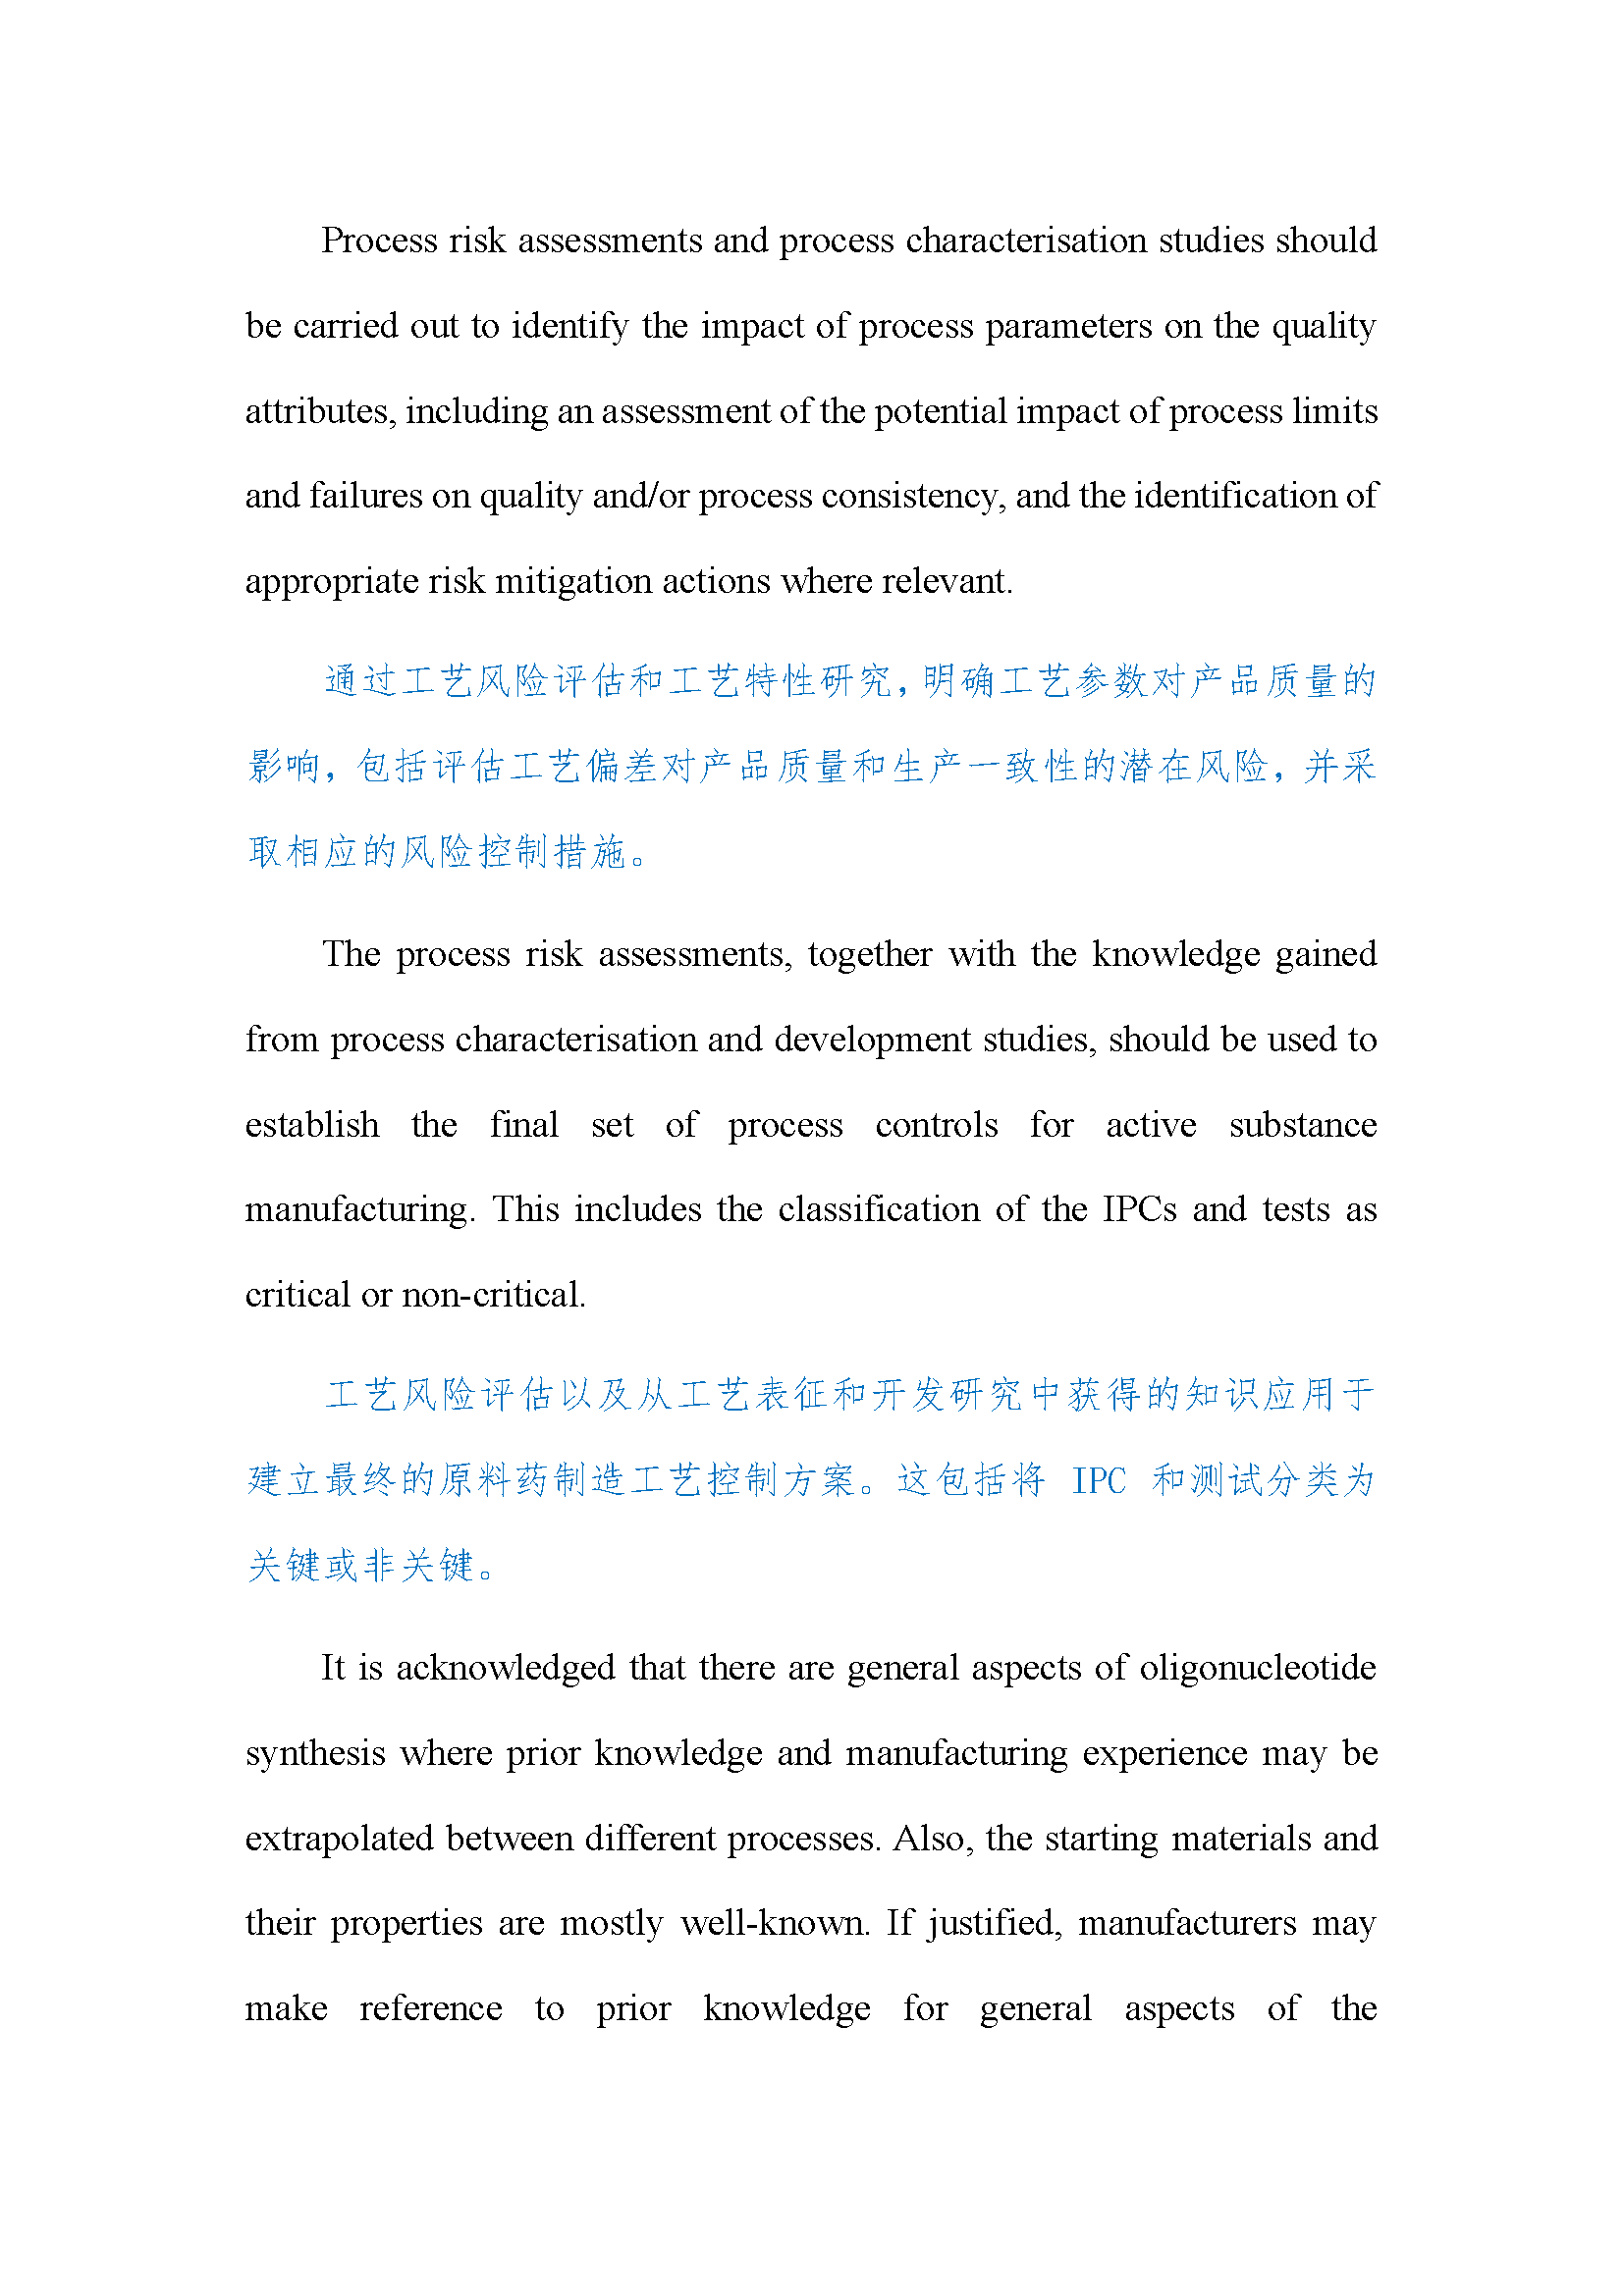 Process risk assessments and process characterisation studies should
be carried out to identify the impact of process parameters on the quality
attributes, including an assessment of the potential impact of process limits
and failures on quality and/or process consistency, and the identification of
appropriate risk mitigation actions where relevant.
通过工艺风险评估和工艺特性研究，明确工艺参数对产品质量的
影响，包括评估工艺偏差对产品质量和生产一致性的潜在风险，并采
取相应的风险控制措施。
The process risk assessments, together with the knowledge gained
from process characterisation and development studies, should be used to
establish the final set of process controls for active substance
manufacturing. This includes the classification of the IPCs and tests as
critical or non-critical.
工艺风险评估以及从工艺表征和开发研究中获得的知识应用于
建立最终的原料药制造工艺控制方案。这包括将 IPC 和测试分类为
关键或非关键。
It is acknowledged that there are general aspects of oligonucleotide
synthesis where prior knowledge and manufacturing experience may be
extrapolated between different processes. Also, the starting materials and
their properties are mostly well-known. If justified, manufacturers may
make reference to prior knowledge for general aspects of the